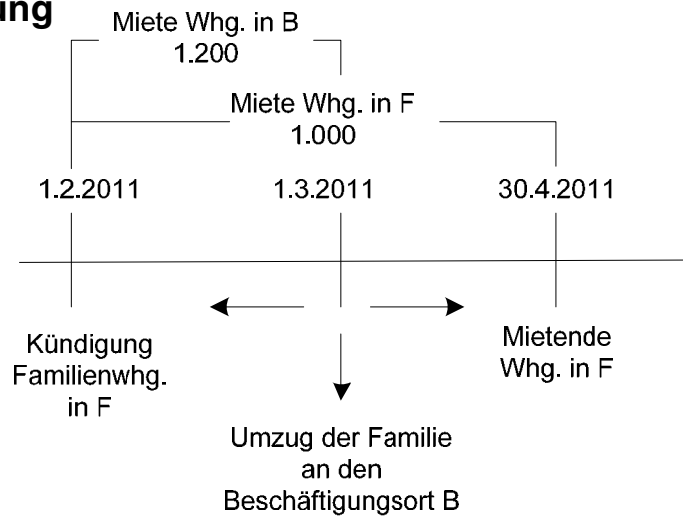 Miete Whg. in B
1.200
Miete Whg. in F
1.000
1.2.2011 1.3.2011 30.4.2011
Kündigung
Familienwhg.
in F
Mietende
Whg. in F
Umzug der Familie
an den
Beschäftigungsort B